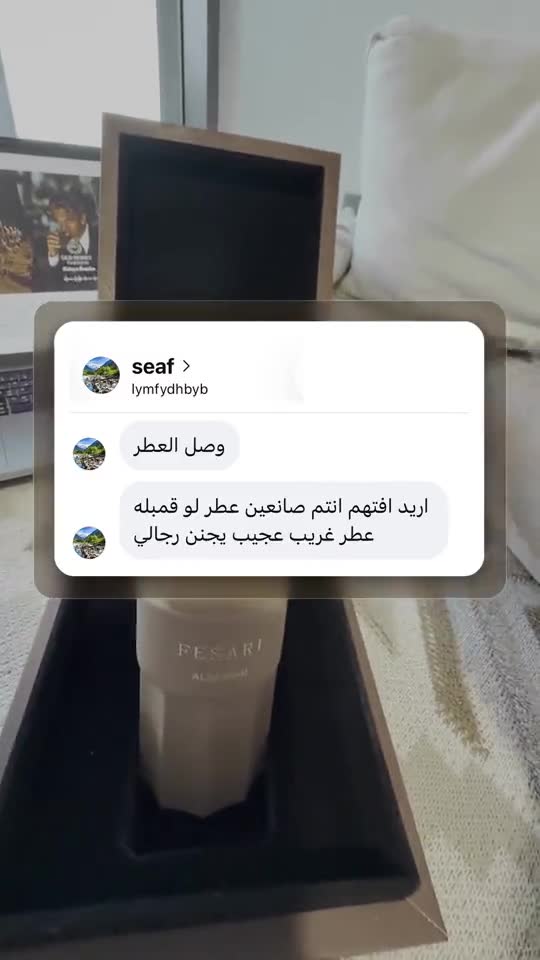 seaf
lymfydhbyb
وصل العطر
اريد افتهم انتم صانعين عطر لو قمبله
عطر غريب عجيب يجنن رجالي
FESARI